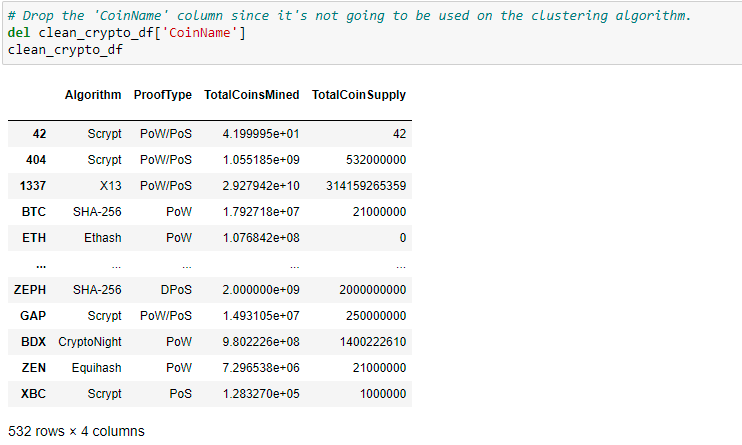 # Drop the 'CoinName' column since it's not going to be used on the clustering algorithm.
del clean_crypto_df['CoinName']
clean_crypto_df
Algorithm ProofType TotalCoinsMined TotalCoinSupply
42 Scrypt PoW/PoS 4.199995e+01 42
404 Scrypt PoW/PoS 1.055185e+09 532000000
1337 X13 PoW/PoS 2.927942e+10 314159265359
BTC SHA-256 PoW 1.792718e+07 21000000
ETH Ethash PoW 1.076842e+08 0
... ... ... ... ...
ZEPH SHA-256 DPoS 2.000000e+09 2000000000
GAP Scrypt PoW/PoS 1.493105e+07 250000000
BDX CryptoNight PoW 9.802226e+08 1400222610
ZEN Equihash PoW 7.296538e+06 21000000
XBC Scrypt PoS 1.283270e+05 1000000
532 rows × 4 columns